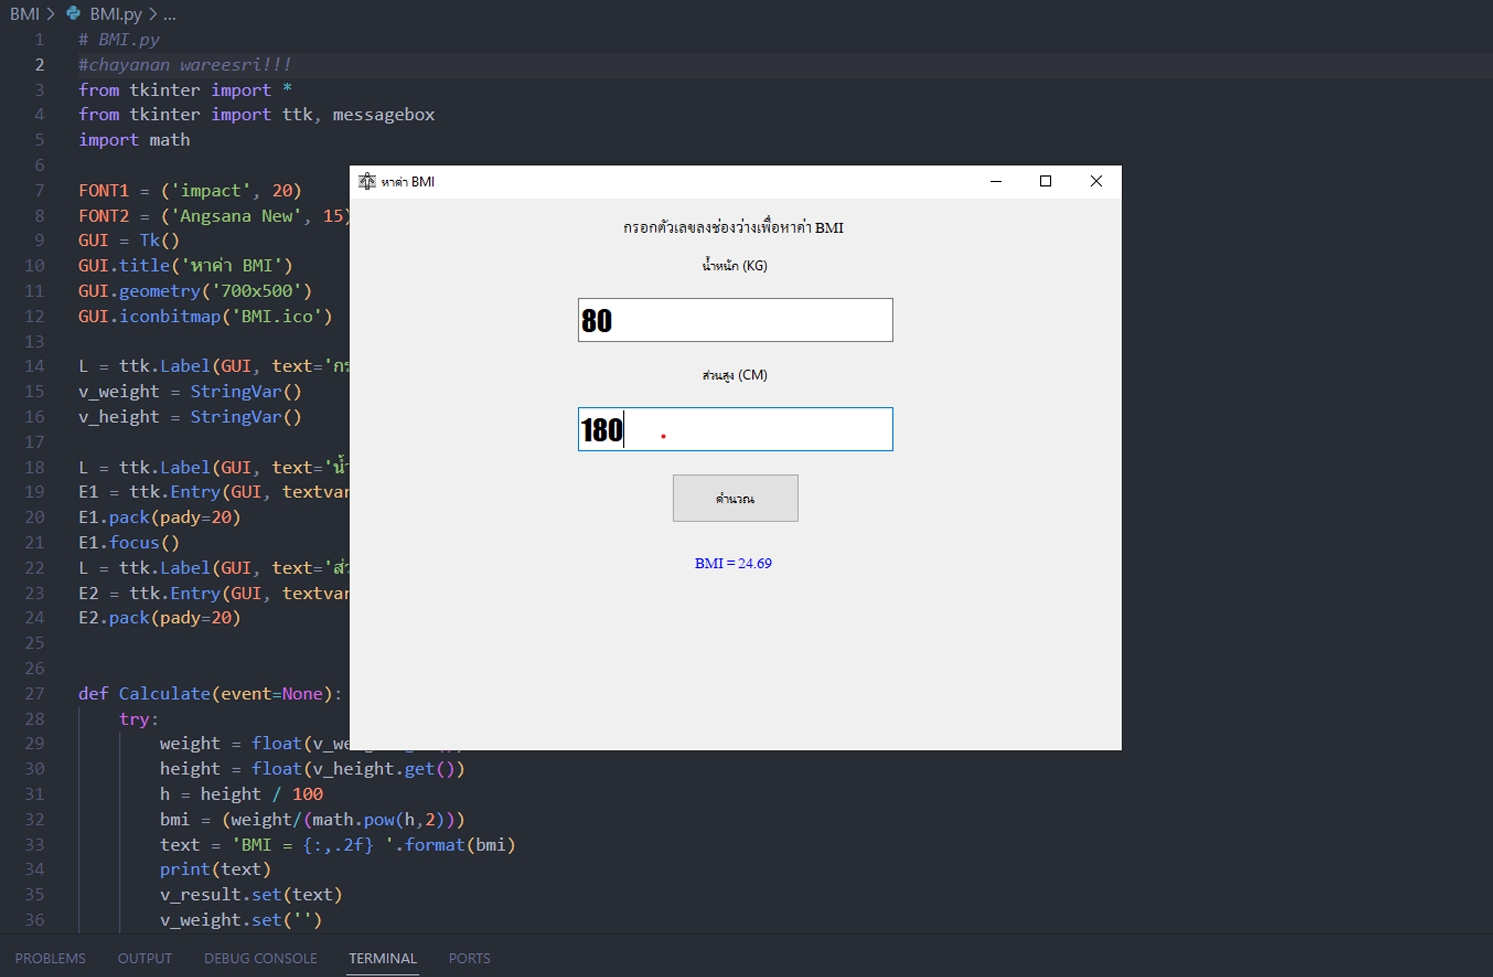 BMI > BMI.py > ...
1 # BMI.py
2 #chayanan wareesri!!!
3 from tkinter import *
4 from tkinter import ttk, messagebox
5 import math
6
7 FONT1 = ('impact', 20)
8 FONT2 = ('Angsana New', 15)
9 GUI = Tk()
10 GUI.title('หาค่า BMI')
11 GUI.geometry('700x500')
12 GUI.iconbitmap('BMI.ico')
13
14 L = ttk.Label(GUI, text='กร
15 v_weight = StringVar()
16 v_height = StringVar()
17
18 L = ttk.Label(GUI, text='น้ำ
19 E1 = ttk.Entry(GUI, textvar
20 E1.pack(pady=20)
21 E1.focus()
22 L = ttk.Label(GUI, text='ส่ว
23 E2 = ttk.Entry(GUI, textvar
24 E2.pack(pady=20)
25
26
27 def Calculate(event=None):
28 try:
29 weight = float(v_we
30 height = float(v_height.get())
31 h = height / 100
32 bmi = (weight/(math.pow(h,2)))
33 text = 'BMI = {:,.2f} '.format(bmi)
34 print(text)
35 v_result.set(text)
36 v_weight.set('')
หาค่า BMI
กรอกตัวเลขลงช่องว่างเพื่อหาค่า BMI
น้ำหนัก (KG)
80
ส่วนสูง (CM)
180
คำนวณ
BMI = 24.69
PROBLEMS OUTPUT DEBUG CONSOLE TERMINAL PORTS